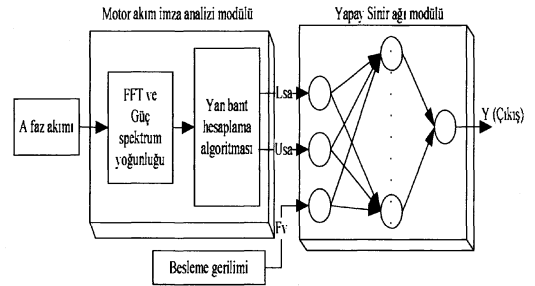 Motor akım imza analizi modülü
Yapay Sinir ağı modülü
A faz akımı
FFT ve
Güç
spektrum
yoğunluğu
Yan bant
hesaplama
algoritması
Lsa
Usa
Fv
Y (Çıkış)
Besleme gerilimi